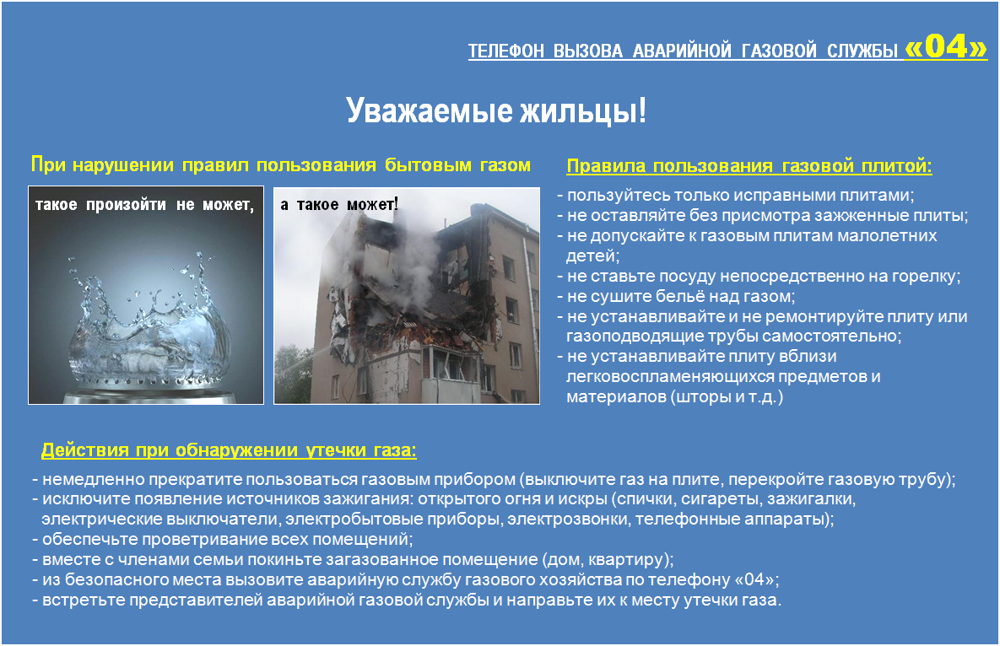 ТЕЛЕФОН ВЫЗОВА АВАРИЙНОЙ ГАЗОВОЙ СЛУЖБЫ «04»
Уважаемые жильцы!
При нарушении правил пользования бытовым газом
такое произойти не может,
а такое может!
Правила пользования газовой плитой:
- пользуйтесь только исправными плитами;
- не оставляйте без присмотра зажженные плиты;
- не допускайте к газовым плитам малолетних
детей;
- не ставьте посуду непосредственно на горелку;
- не сушите бельё над газом;
- не устанавливайте и не ремонтируйте плиту или
газоподводящие трубы самостоятельно;
- не устанавливайте плиту вблизи
легковоспламеняющихся предметов и
материалов (шторы и т.д.)
Действия при обнаружении утечки газа:
- немедленно прекратите пользоваться газовым прибором (выключите газ на плите, перекройте газовую трубу);
- исключите появление источников зажигания: открытого огня и искры (спички, сигареты, зажигалки,
электрические выключатели, электробытовые приборы, электрозвонки, телефонные аппараты);
- обеспечьте проветривание всех помещений;
- вместе с членами семьи покиньте загазованное помещение (дом, квартиру);
- из безопасного места вызовите аварийную службу газового хозяйства по телефону «04»;
- встретьте представителей аварийной газовой службы и направьте их к месту утечки газа.